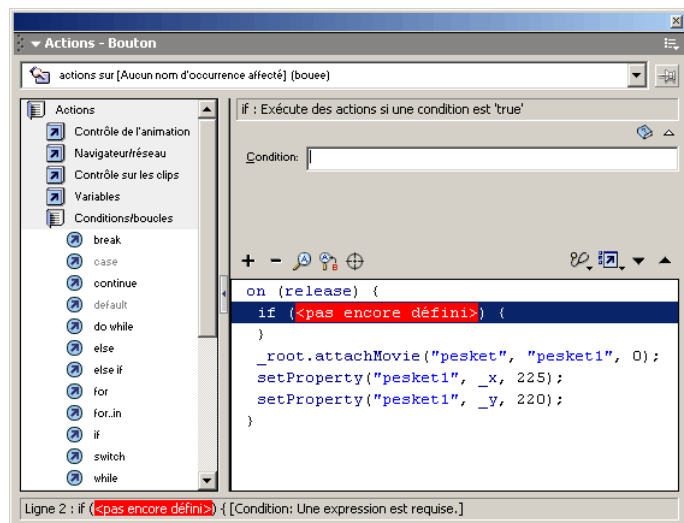 Actions - Bouton
actions sur [Aucun nom d'occurrence affecté] (bouee)
Actions
Contrôle de l'animation
Navigateur/réseau
Contrôle sur les clips
Variables
Conditions/boucles
break
case
continue
default
do while
else
else if
for
for..in
if
switch
while
if : Exécute des actions si une condition est 'true'
Condition:
on (release) {
if (<pas encore défini>) {
}
_root.attachMovie("pesket", "pesket1", 0);
setProperty("pesket1", _x, 225);
setProperty("pesket1", _y, 220);
}
Ligne 2 : if (<pas encore défini>) { [Condition: Une expression est requise.]